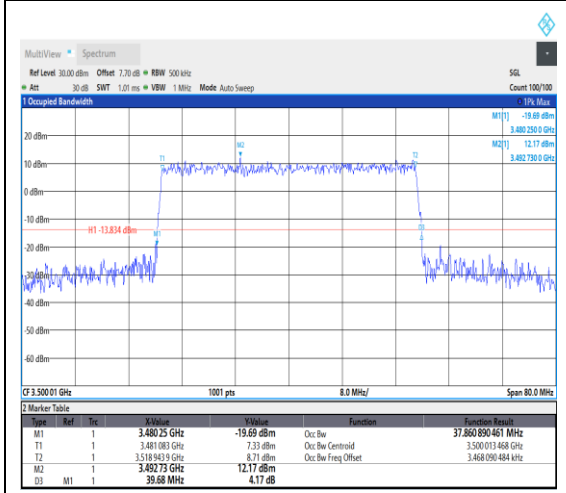 MultiView Spectrum
Ref Level 30.00 dBm Offset 7.70 dB RBW 500 kHz SGL
Att 30 dB SWT 1.01 ms VBW 1 MHz Mode Auto Sweep Count 100/100
1 Occupied Bandwidth 1Pk Max
M1[1] -19.69 dBm
3.480 250 0 GHz
M2[1] 12.17 dBm
3.492 730 0 GHz
20 dBm
M2
T1
10 dBm
0 dBm
-10 dBm
H1 -13.834 dBm
M1
D3
-20 dBm
-30 dBm
-40 dBm
-50 dBm
-60 dBm
CF 3.500 01 GHz 1001 pts 8.0 MHz/ Span 80.0 MHz
2 Marker Table
Type Ref Trc X-Value Y-Value Function Function Result
M1 1 3.480 25 GHz -19.69 dBm Occ Bw 37.860 890 461 MHz
T1 1 3.481 083 GHz 7.33 dBm Occ Bw Centroid 3.500 013 468 GHz
T2 1 3.518 943 9 GHz 8.71 dBm Occ Bw Freq Offset 3.468 090 484 kHz
M2 1 3.492 73 GHz 12.17 dBm
D3 M1 1 39.68 MHz 4.17 dB